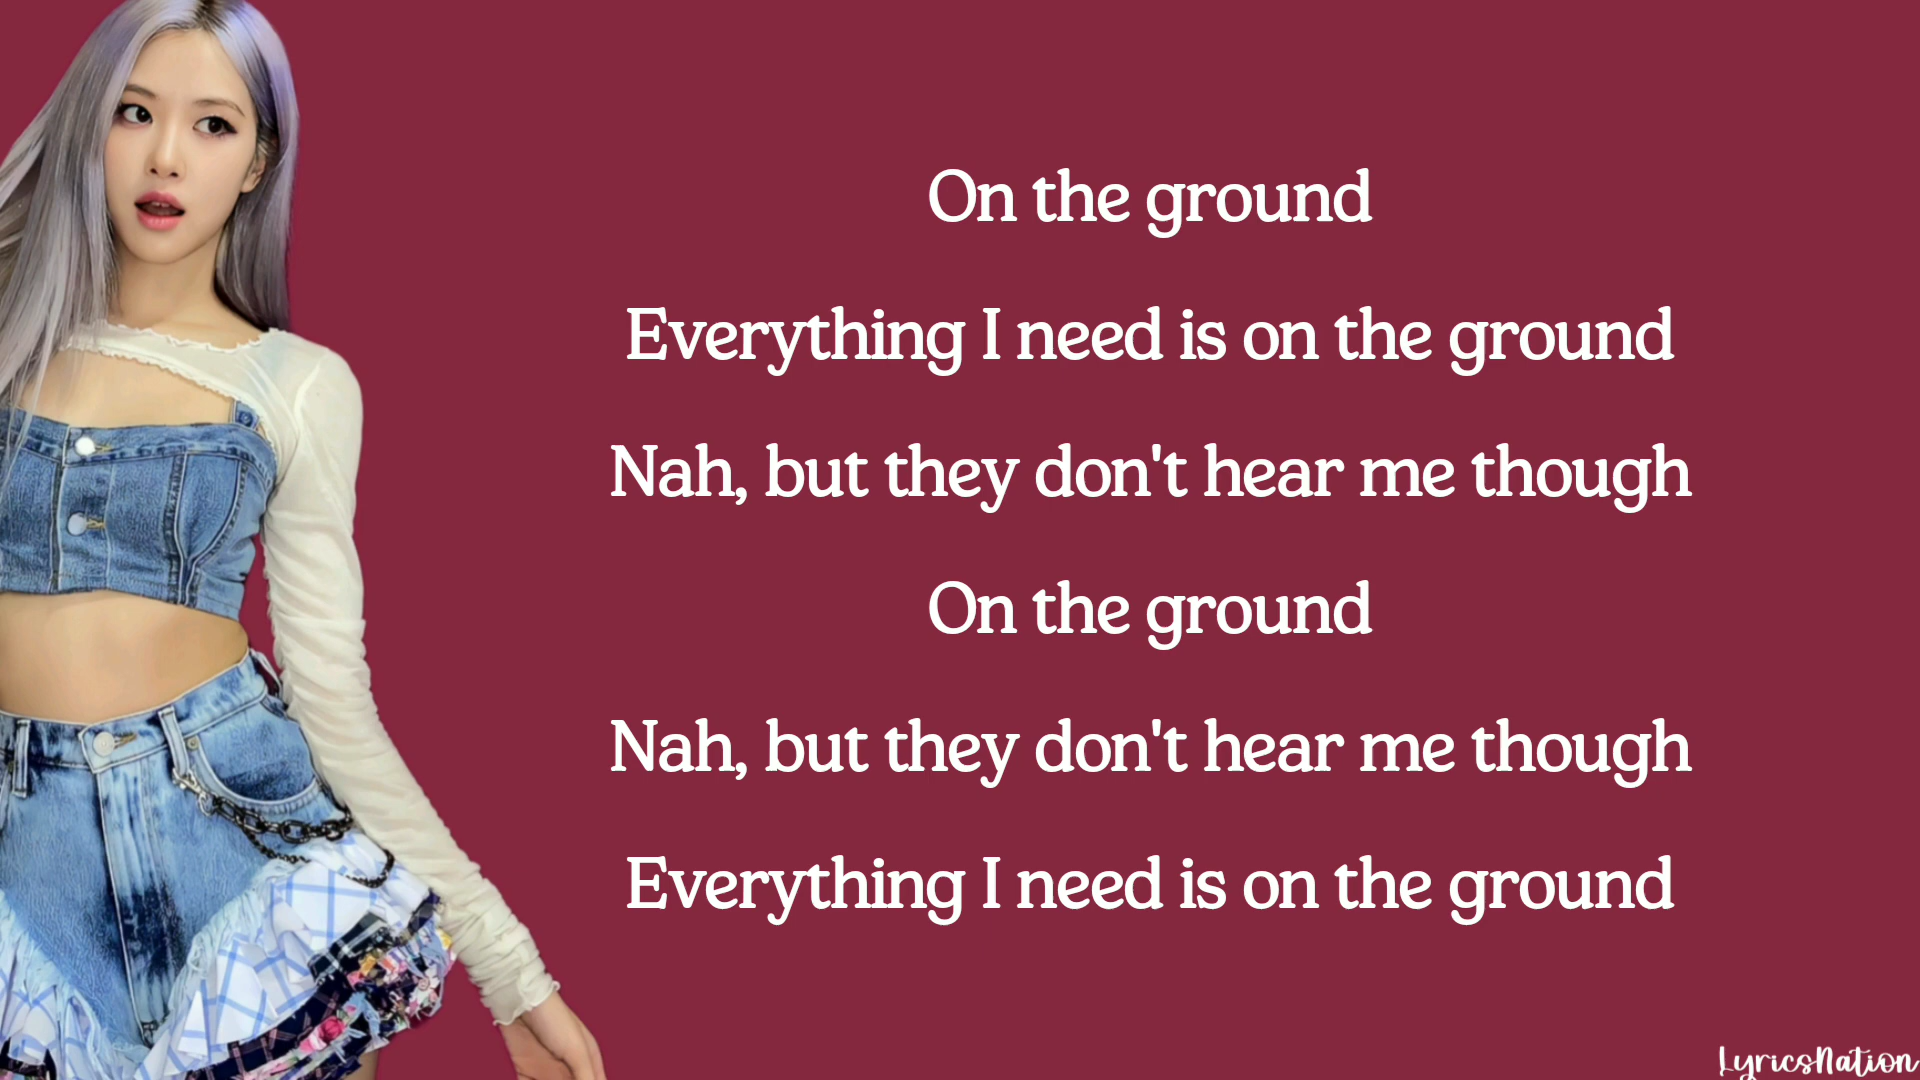 On the ground
Everything I need is on the ground
Nah, but they don't hear me though
On the ground
Nah, but they don't hear me though
Everything I need is on the ground
LyricsNation